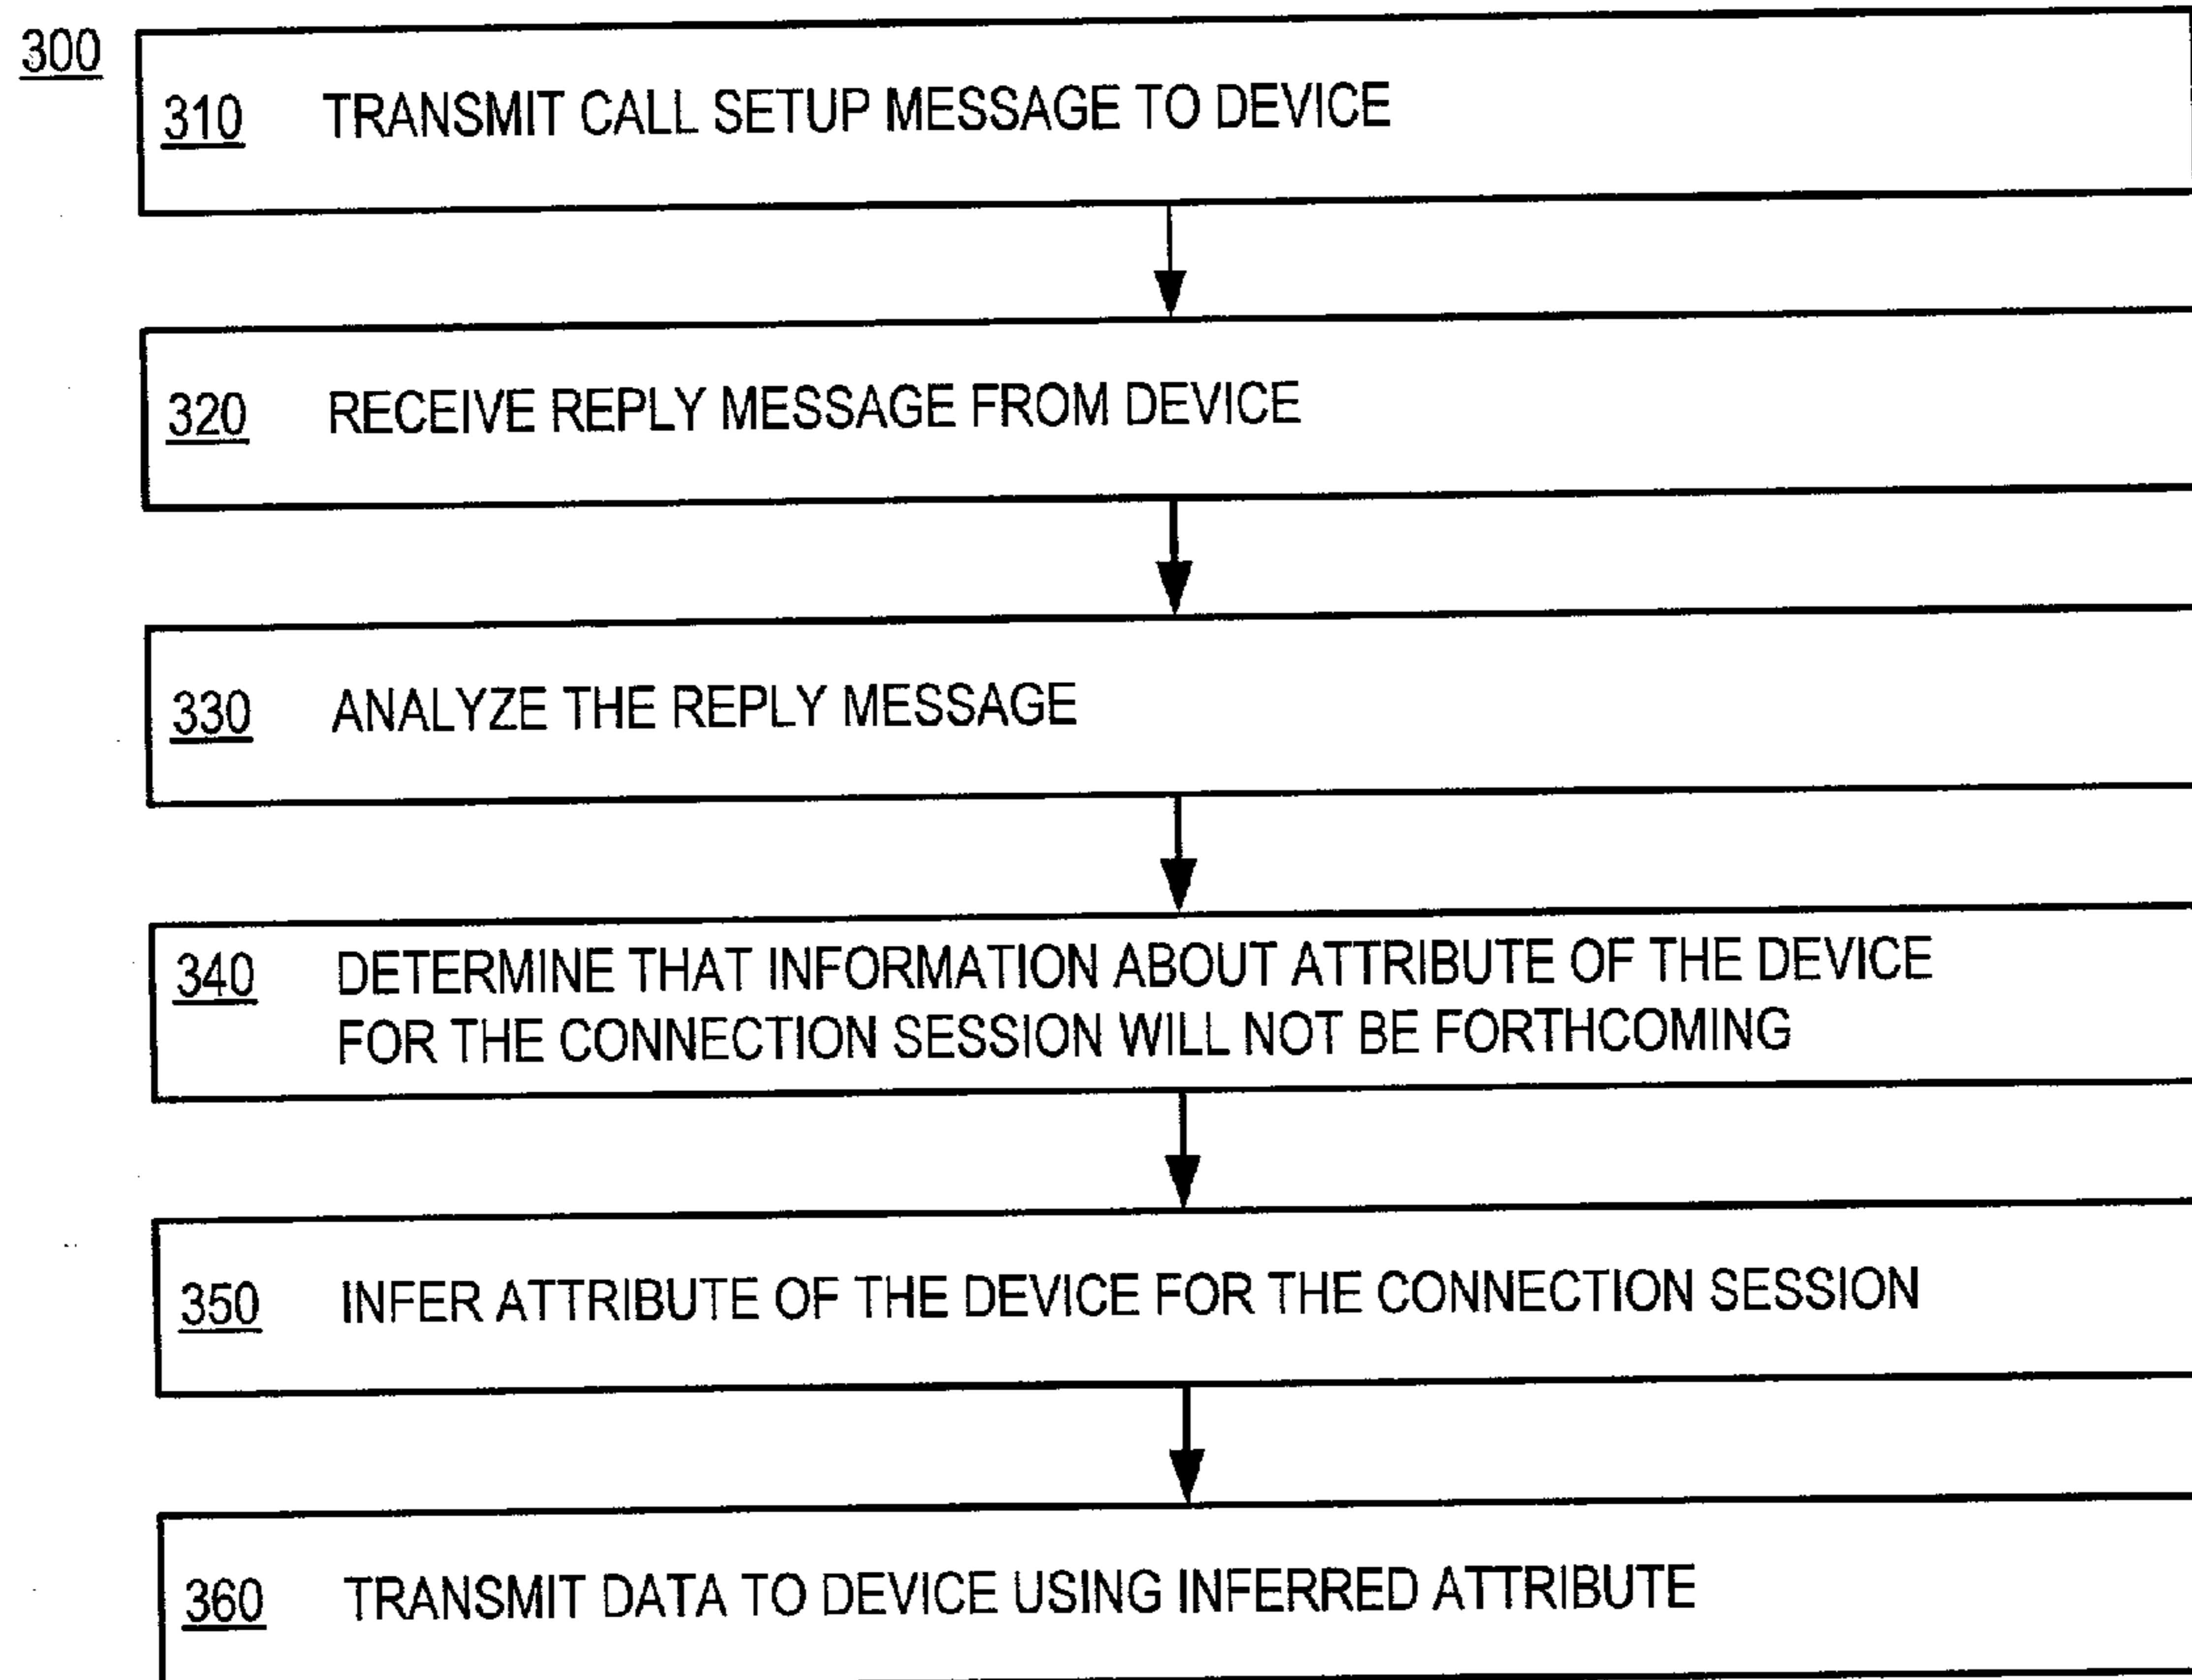 300
310 TRANSMIT CALL SETUP MESSAGE TO DEVICE
320 RECEIVE REPLY MESSAGE FROM DEVICE
330 ANALYZE THE REPLY MESSAGE
340 DETERMINE THAT INFORMATION ABOUT ATTRIBUTE OF THE DEVICE
FOR THE CONNECTION SESSION WILL NOT BE FORTHCOMING
350 INFER ATTRIBUTE OF THE DEVICE FOR THE CONNECTION SESSION
360 TRANSMIT DATA TO DEVICE USING INFERRED ATTRIBUTE